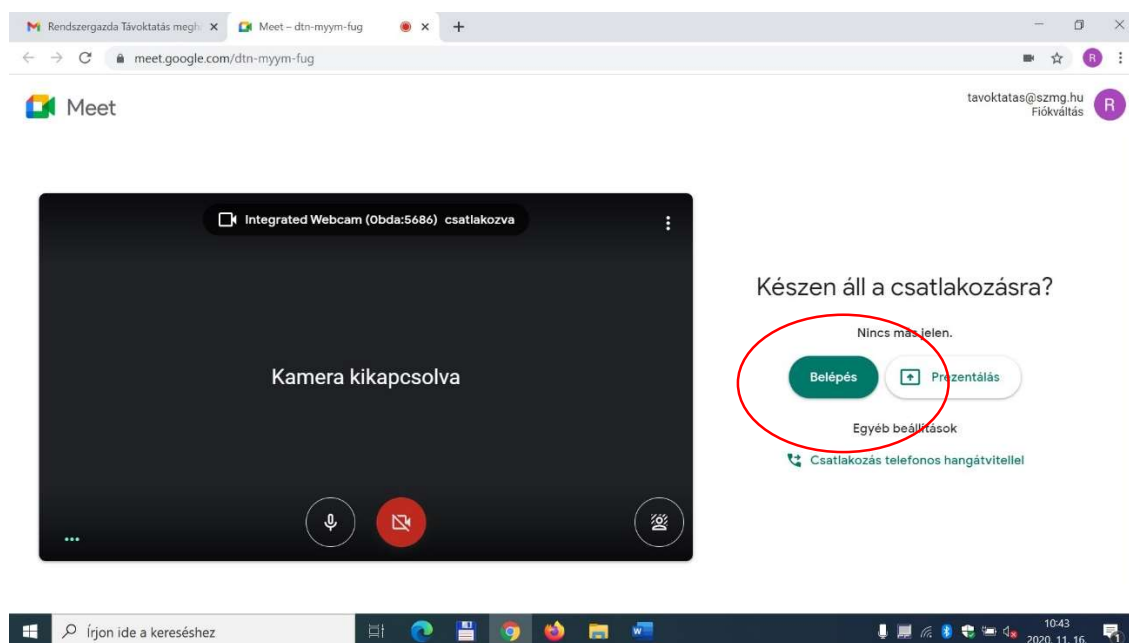 Rendszergazda Távoktatás megh
Meet – dtn-myym-fug
meet.google.com/dtn-myym-fug
R
Meet
tavoktatas@szmg.hu
Fiókváltás
R
Integrated Webcam (0bda:5686) csatlakozva
Kamera kikapcsolva
Készen áll a csatlakozásra?
Nincs más jelen.
Belépés
Prezentálás
Egyéb beállítások
Csatlakozás telefonos hangátvitellel
Írjon ide a kereséshez
10:43
2020. 11. 16.